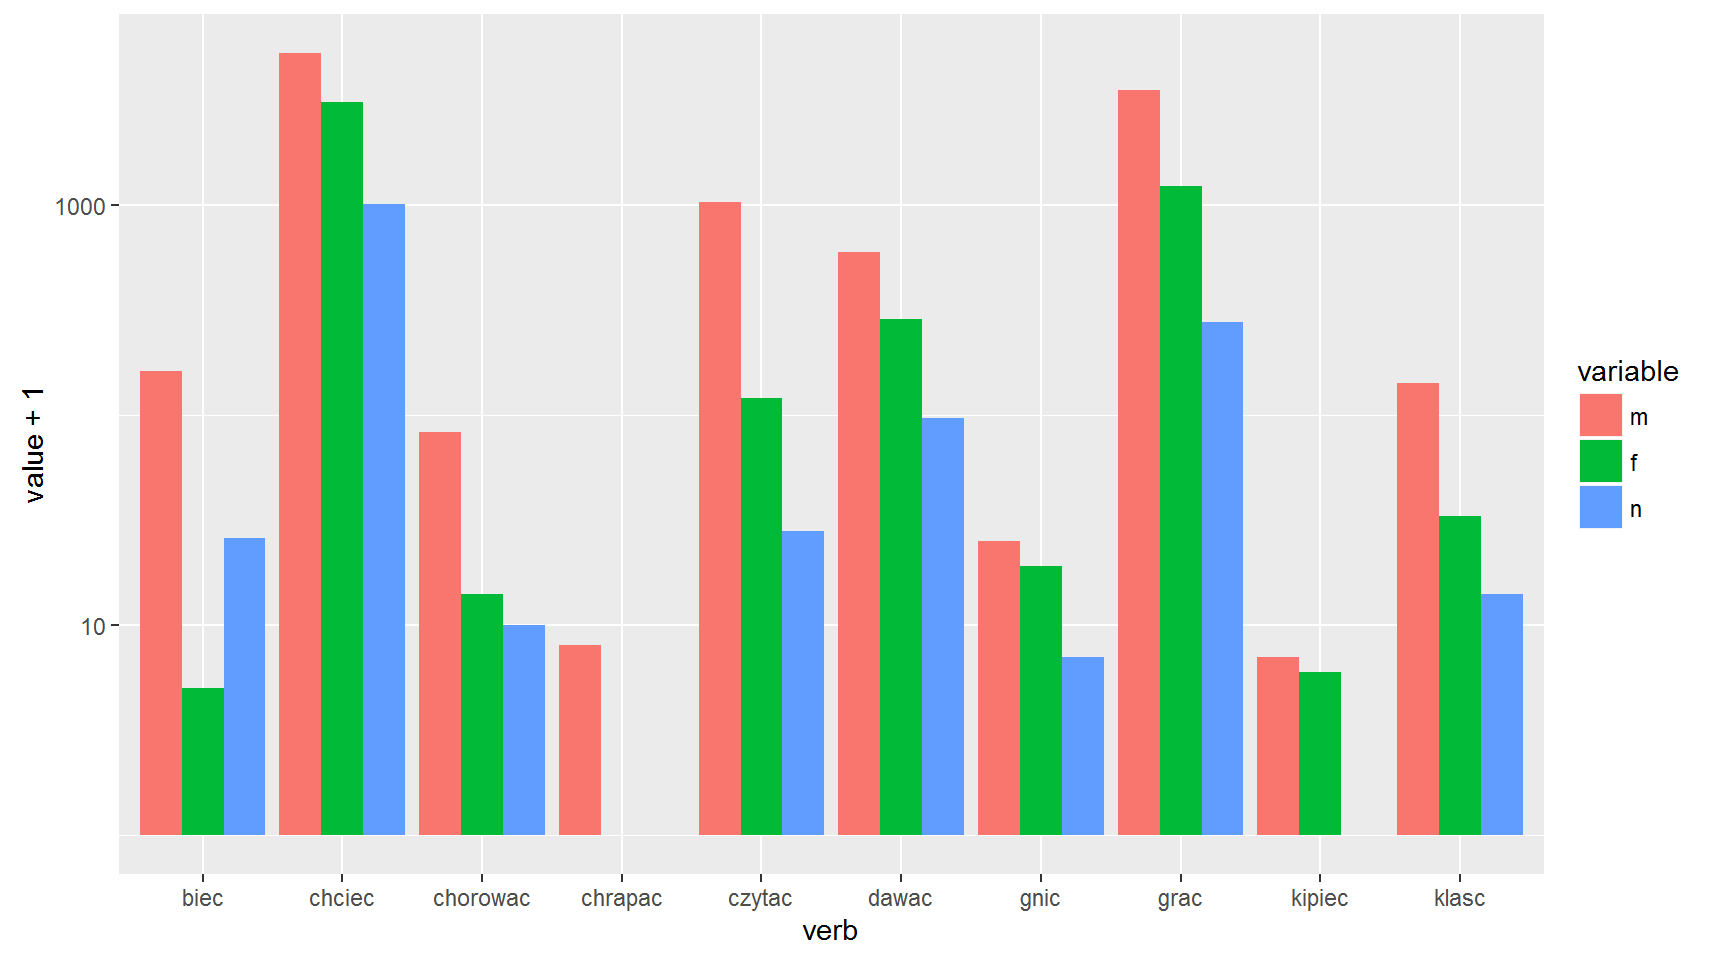 value + 1
1000
10
biec chciec chorowac chrapac czytac dawac gnic grac kipiec klasc
verb
variable
m
f
n